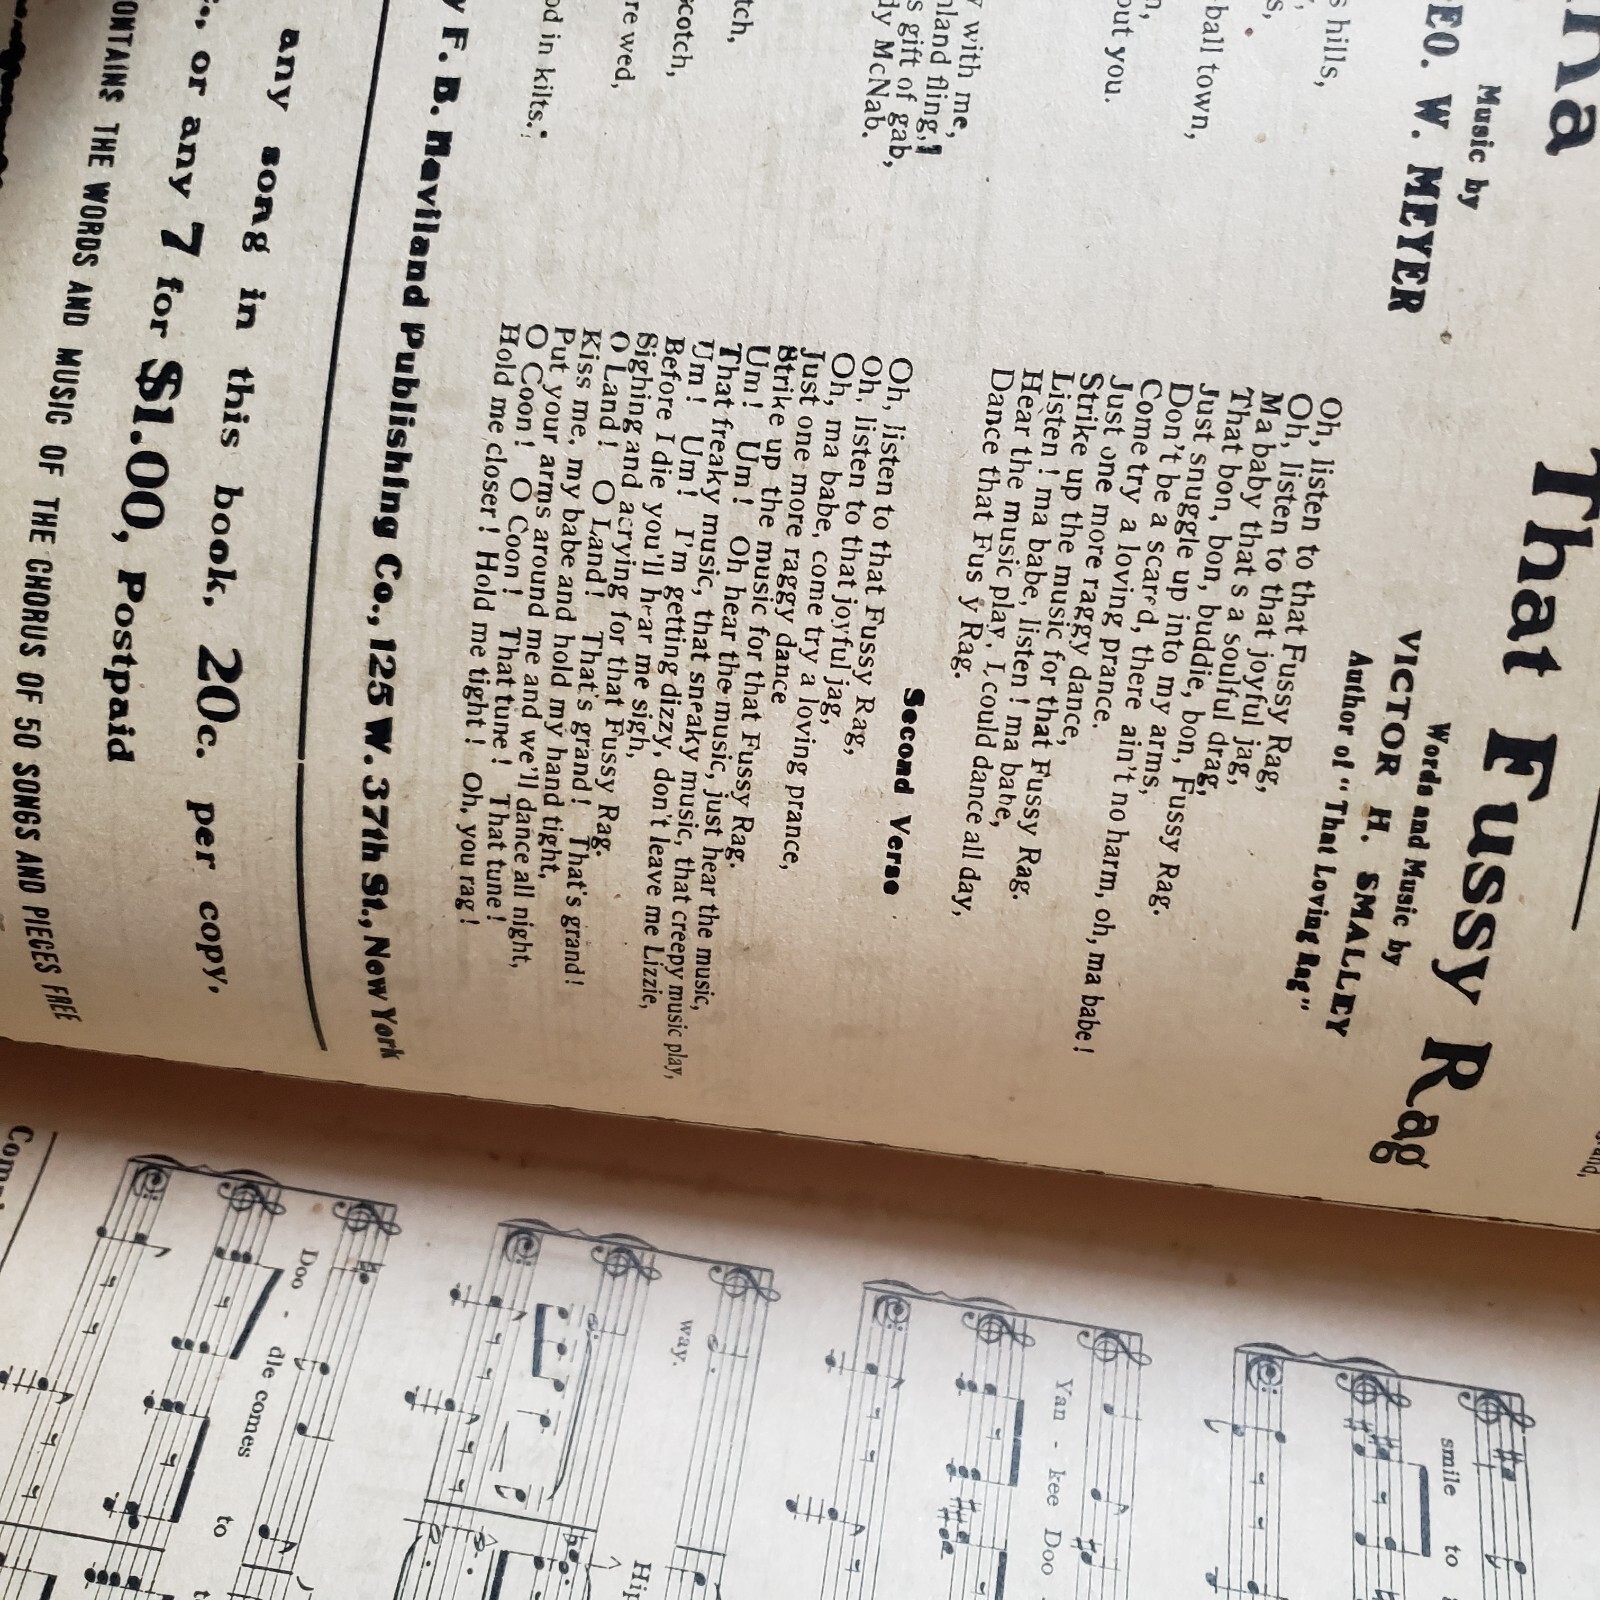 na
Music by
EO. W. MEYER
hills,
ball town,
out you.
with me,
hland fling,
s gift of gab,
dy McNab.
tch,
scotch,
re wed,
od in kilts.
That Fussy Rag
Words and Music by
VICTOR H. SMALLEY
Author of "That Loving Rag"
Oh, listen to that Fussy Rag,
Oh, listen to that joyful jag,
Ma baby that's a soulful drag,
That bon, bon, buddie, bon, Fussy Rag.
Just snuggle up into my arms,
Don't be a scared, there ain't no harm, oh, ma babe!
Come try a loving prance.
Just one more raggy dance,
Strike up the music for that Fussy Rag.
Listen! ma babe, listen! ma babe,
Hear the music play, I could dance all day,
Dance that Fus y Rag.
Second Verse
Oh, listen to that Fussy Rag,
Oh, listen to that joyful jag,
Oh, ma babe, come try a loving prance,
Just one more raggy dance
Strike up the music for that Fussy Rag.
Um! Um! Oh hear the music, just hear the music,
That freaky music, that sneaky music, that creepy music play,
Um! Um! I'm getting dizzy, don't leave me Lizzie,
Before I die you'll hear me sigh,
Sighing and acrying for that Fussy Rag.
O Land! O Land! That's grand! That's grand!
Kiss me, my babe and hold my hand tight,
Put your arms around me and we'll dance all night,
O Coon! O Coon! That tune! That tune!
Hold me closer! Hold me tight! Oh, you rag!
y F. B. Haviland Publishing Co., 125 W. 37th St., New York
any song in this book, 20c. per copy,
or any 7 for $1.00, Postpaid
ONTAINS THE WORDS AND MUSIC OF THE CHORUS OF 50 SONGS AND PIECES FREE
smile to
Yan - kee Doo
way. Hip
Doo - dle comes to